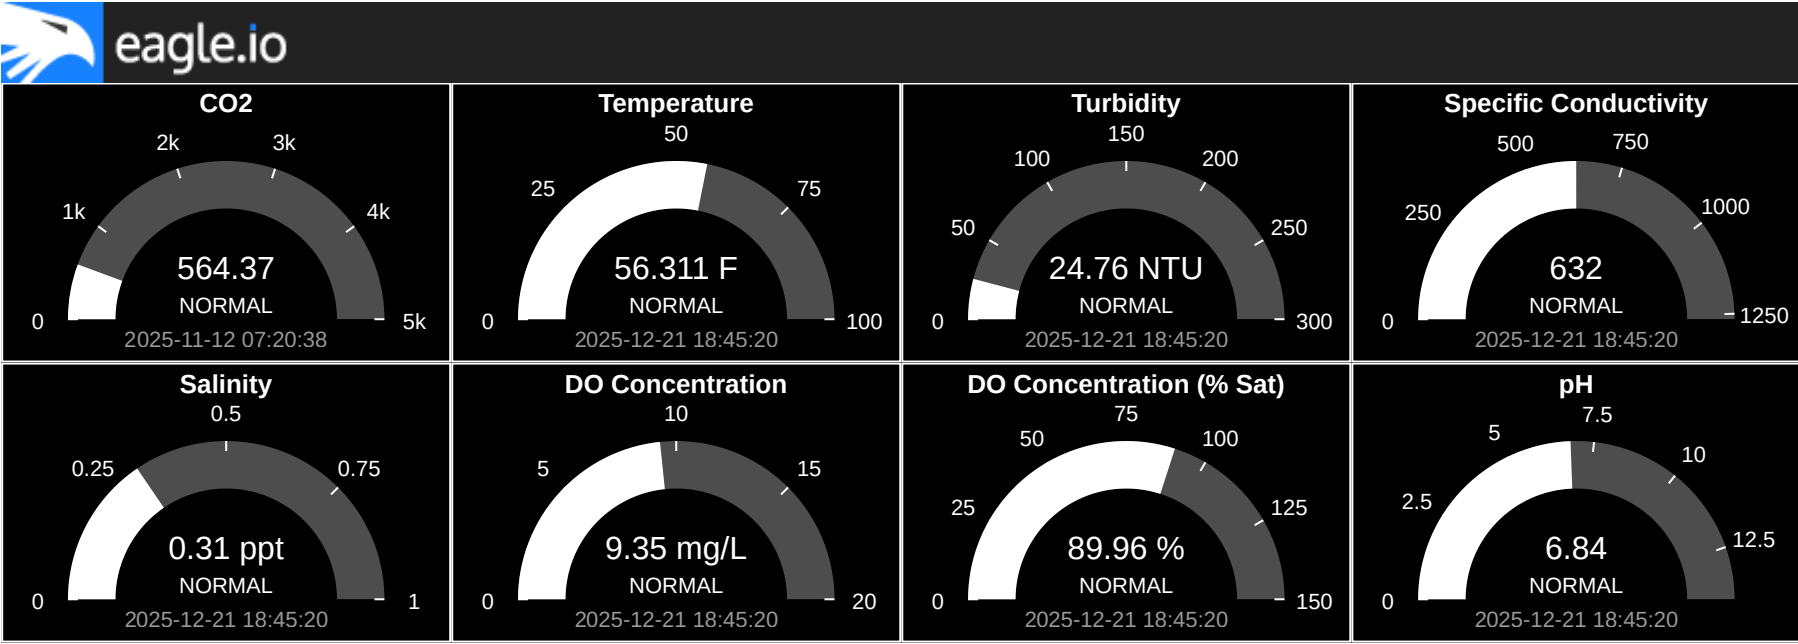 eagle.io
CO2
0
1k
2k
3k
4k
5k
564.37
NORMAL
2025-11-12 07:20:38
Temperature
0
25
50
75
100
56.311 F
NORMAL
2025-12-21 18:45:20
Turbidity
0
50
100
150
200
250
300
24.76 NTU
NORMAL
2025-12-21 18:45:20
Specific Conductivity
0
250
500
750
1000
1250
632
NORMAL
2025-12-21 18:45:20
Salinity
0
0.25
0.5
0.75
1
0.31 ppt
NORMAL
2025-12-21 18:45:20
DO Concentration
0
5
10
15
20
9.35 mg/L
NORMAL
2025-12-21 18:45:20
DO Concentration (% Sat)
0
25
50
75
100
125
150
89.96 %
NORMAL
2025-12-21 18:45:20
pH
0
2.5
5
7.5
10
12.5
6.84
NORMAL
2025-12-21 18:45:20